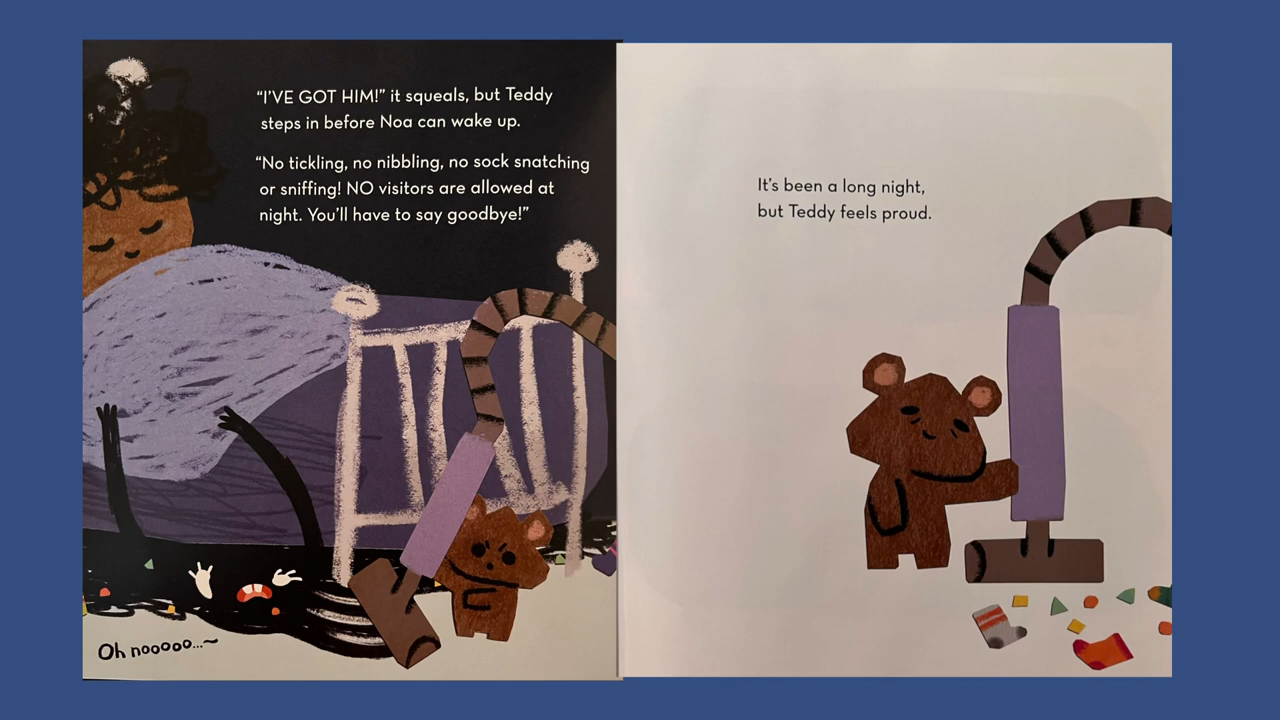 “I’VE GOT HIM!” it squeals, but Teddy
steps in before Noa can wake up.
“No tickling, no nibbling, no sock snatching
or sniffing! NO visitors are allowed at
night. You’ll have to say goodbye!”
Oh nooooo...~
It’s been a long night,
but Teddy feels proud.